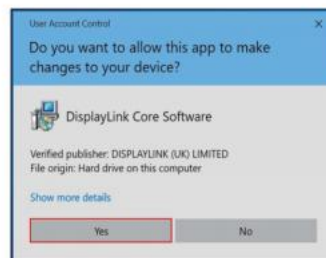 User Account Control
Do you want to allow this app to make
changes to your device?
DisplayLink Core Software
Verified publisher: DISPLAYLINK (UK) LIMITED
File origin: Hard drive on this computer
Show more details
Yes
No